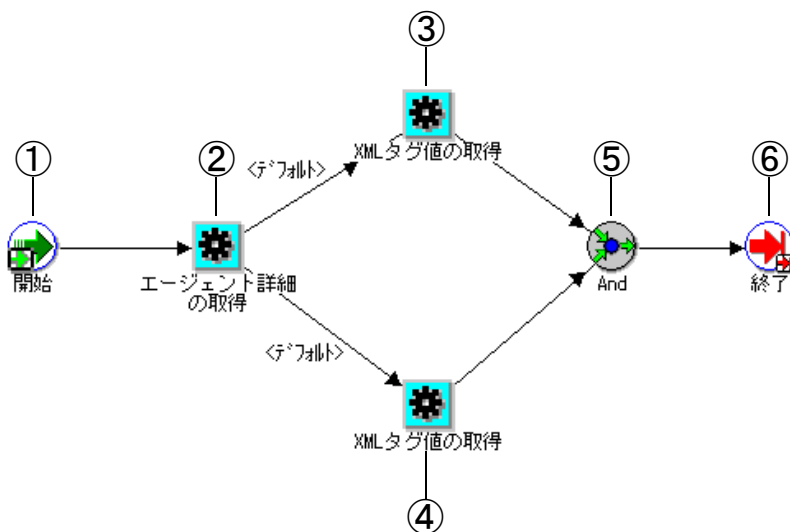 ③
① ② XMLタグ値の取得 ⑤ ⑥
<デフォルト>
開始 エージェント詳細
の取得 And 終了
<デフォルト>
XMLタグ値の取得
④